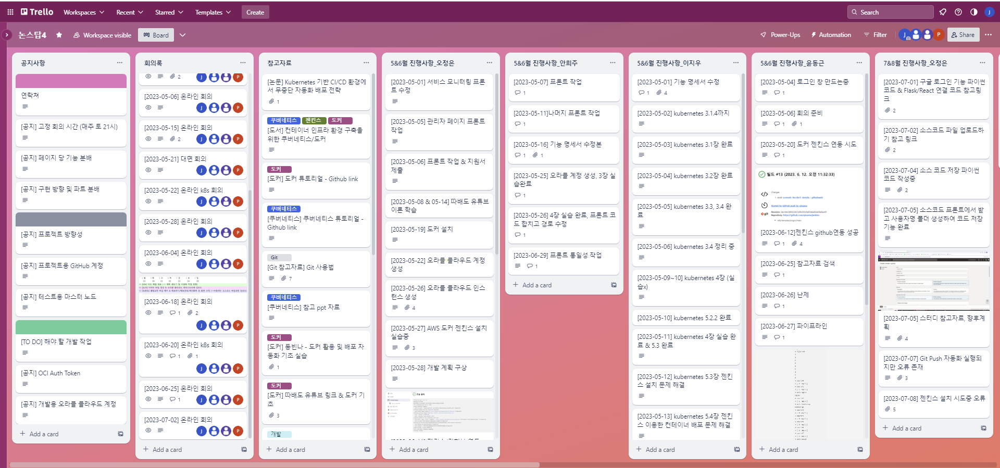 Trello
Workspaces
Recent
Starred
Templates
Create
Search
논스탑4
Workspace visible
Board
Power-Ups
Automation
Filter
Share
공지사항
연락처
[공지] 고정 회의 시간 (매주 토 21시)
[공지] 페이지 당 기능 분배
[공지] 구현 방향 및 파트 분배
[공지] 프로젝트 방향성
[공지] 프로젝트용 GitHub 계정
[공지] 테스트용 마스터 노드
[TO DO] 해야 할 개발 작업
[공지] OCI Auth Token
[공지] 개발용 오라클 클라우드 계정
Add a card
회의록
2
[2023-05-06] 온라인 회의
[2023-05-15] 온라인 회의
2
[2023-05-21] 대면 회의
[2023-05-22] 온라인 k8s 회의
[2023-05-28] 온라인 회의
[2023-06-04] 온라인 회의
[2023-06-18] 온라인 회의
1 2
[2023-06-20] 온라인 k8s 회의
1 1
[2023-06-25] 온라인 회의
1
[2023-07-02] 온라인 회의
Add a card
참고자료
[논문] Kubernetes 기반 CI/CD 환경에
서 무중단 자동화 배포 전략
1
쿠버네티스 젠킨스 도커
[도서] 컨테이너 인프라 환경 구축을
위한 쿠버네티스/도커
도커
[도커] 도커 튜토리얼 - Github link
쿠버네티스
[쿠버네티스] 쿠버네티스 튜토리얼 -
Github link
Git
[Git 참고자료] Git 사용법
7
쿠버네티스
[쿠버네티스] 참고 ppt 자료
도커
[도커] 동빈나 - 도커 활용 및 배포 자
동화 기초 실습
1
도커
[도커] 따배도 유튜브 링크 & 도커 기
초
3
개발
Add a card
5&6월 진행사항_오정은
[2023-05-01] 서비스 모니터링 프론
트 수정
[2023-05-05] 관리자 페이지 프론트
작업
[2023-05-06] 프론트 작업 & 지원서
제출
[2023-05-08 & 05-14] 따배도 유튜브
이론 학습
[2023-05-19] 도커 설치
[2023-05-22] 오라클 클라우드 계정
생성
[2023-05-26] 오라클 클라우드 인스
턴스 생성
4
[2023-05-27] AWS 도커 젠킨스 설치
실습중
3
[2023-05-28] 개발 계획 구상
Add a card
5&6월 진행사항_안희주
[2023-05-07] 프론트 작업
1
[2023-05-11]나머지 프론트 작업
1
[2023-05-16] 기능 명세서 수정본
1 1
[2023-05-25] 오라클 계정 생성, 3장 실
습완료
1
[2023-05-26] 4장 실습 완료, 프론트 코
드 합치고 경로 수정
1
[2023-06-29] 프론트 통일성 작업
1
Add a card
5&6월 진행사항_이지우
[2023-05-01] 기능 명세서 수정
1 4
[2023-05-02] kubernetes 3.1.4까지
[2023-05-03] kubernetes 3.1장 완료
[2023-05-04] kubernetes 3.2장 완료
[2023-05-05] kubernetes 3.3, 3.4 완
료
[2023-05-06] kubernetes 3.4 정리 중
[2023-05-09~10] kubernetes 4장 (실
습x)
[2023-05-10] kubernetes 5.2.2 완료
[2023-05-11] kubernetes 4장 실습 완
료 & 5.3 완료
[2023-05-12] kubernetes 5.3장 젠킨
스 설치 문제 해결
[2023-05-13] kubernetes 5.4장 젠킨
스 이용한 컨테이너 배포 문제 해결
Add a card
5&6월 진행사항_윤동근
[2023-05-04] 로그인 창 만드는중
1
[2023-05-06] 회의 준비
1 1
[2023-05-20] 도커 젠킨스 연동 시도
1
빌드 #13 (2023. 6. 12. 오전 11:32:33)
Changes
Started by GitHub push by
git
[2023-06-12]젠킨스 github연동 성공
1 4
[2023-06-25] 참고자료 검색
1
[2023-06-26] 난제
1
[2023-06-27] 파이프라인
1
Add a card
7&8월 진행사항_오정은
[2023-07-01] 구글 로그인 기능 파이썬
코드 & Flask/React 연결 코드 참고링
크
2
[2023-07-02] 소스코드 파일 업로드하
기 참고 링크
2
[2023-07-04] 소스 코드 저장 파이썬
코드 작성중
2
[2023-07-05] 소스코드 프론트에서 받
고 사용자명 폴더 생성하여 코드 저장
기능 완료
[2023-07-05] 스터디 참고자료, 향후계
획
4
[2023-07-07] Git Push 자동화 실행되
지만 오류 존재
3
[2023-07-08] 젠킨스 설치 시도중 오류
5
Add a card